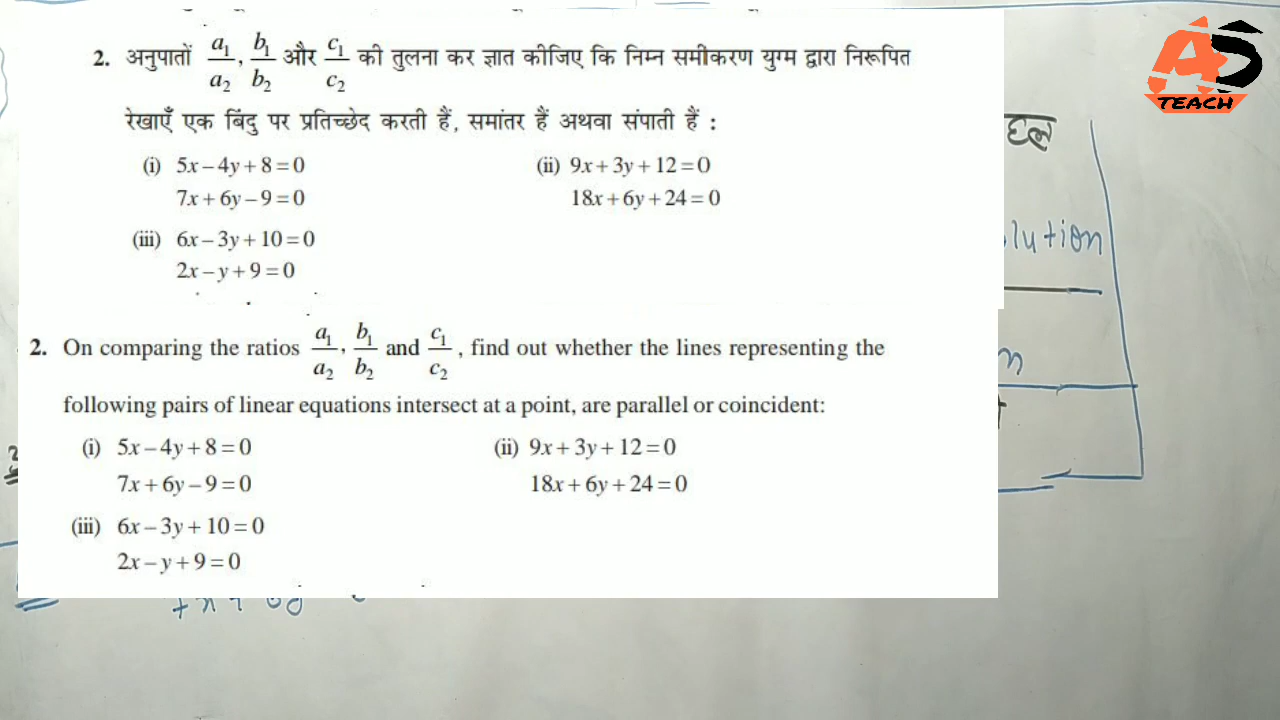 2. अनुपातों a₁/a₂, b₁/b₂ और c₁/c₂ की तुलना कर ज्ञात कीजिए कि निम्न समीकरण युग्म द्वारा निरूपित
रेखाएँ एक बिंदु पर प्रतिच्छेद करती हैं, समांतर हैं अथवा संपाती हैं :
(i) 5x – 4y + 8 = 0 (ii) 9x + 3y + 12 = 0
7x + 6y – 9 = 0 18x + 6y + 24 = 0
(iii) 6x – 3y + 10 = 0
2x – y + 9 = 0
2. On comparing the ratios a₁/a₂, b₁/b₂ and c₁/c₂, find out whether the lines representing the
following pairs of linear equations intersect at a point, are parallel or coincident:
(i) 5x – 4y + 8 = 0 (ii) 9x + 3y + 12 = 0
7x + 6y – 9 = 0 18x + 6y + 24 = 0
(iii) 6x – 3y + 10 = 0
2x – y + 9 = 0
AS
TEACH
हल
lution